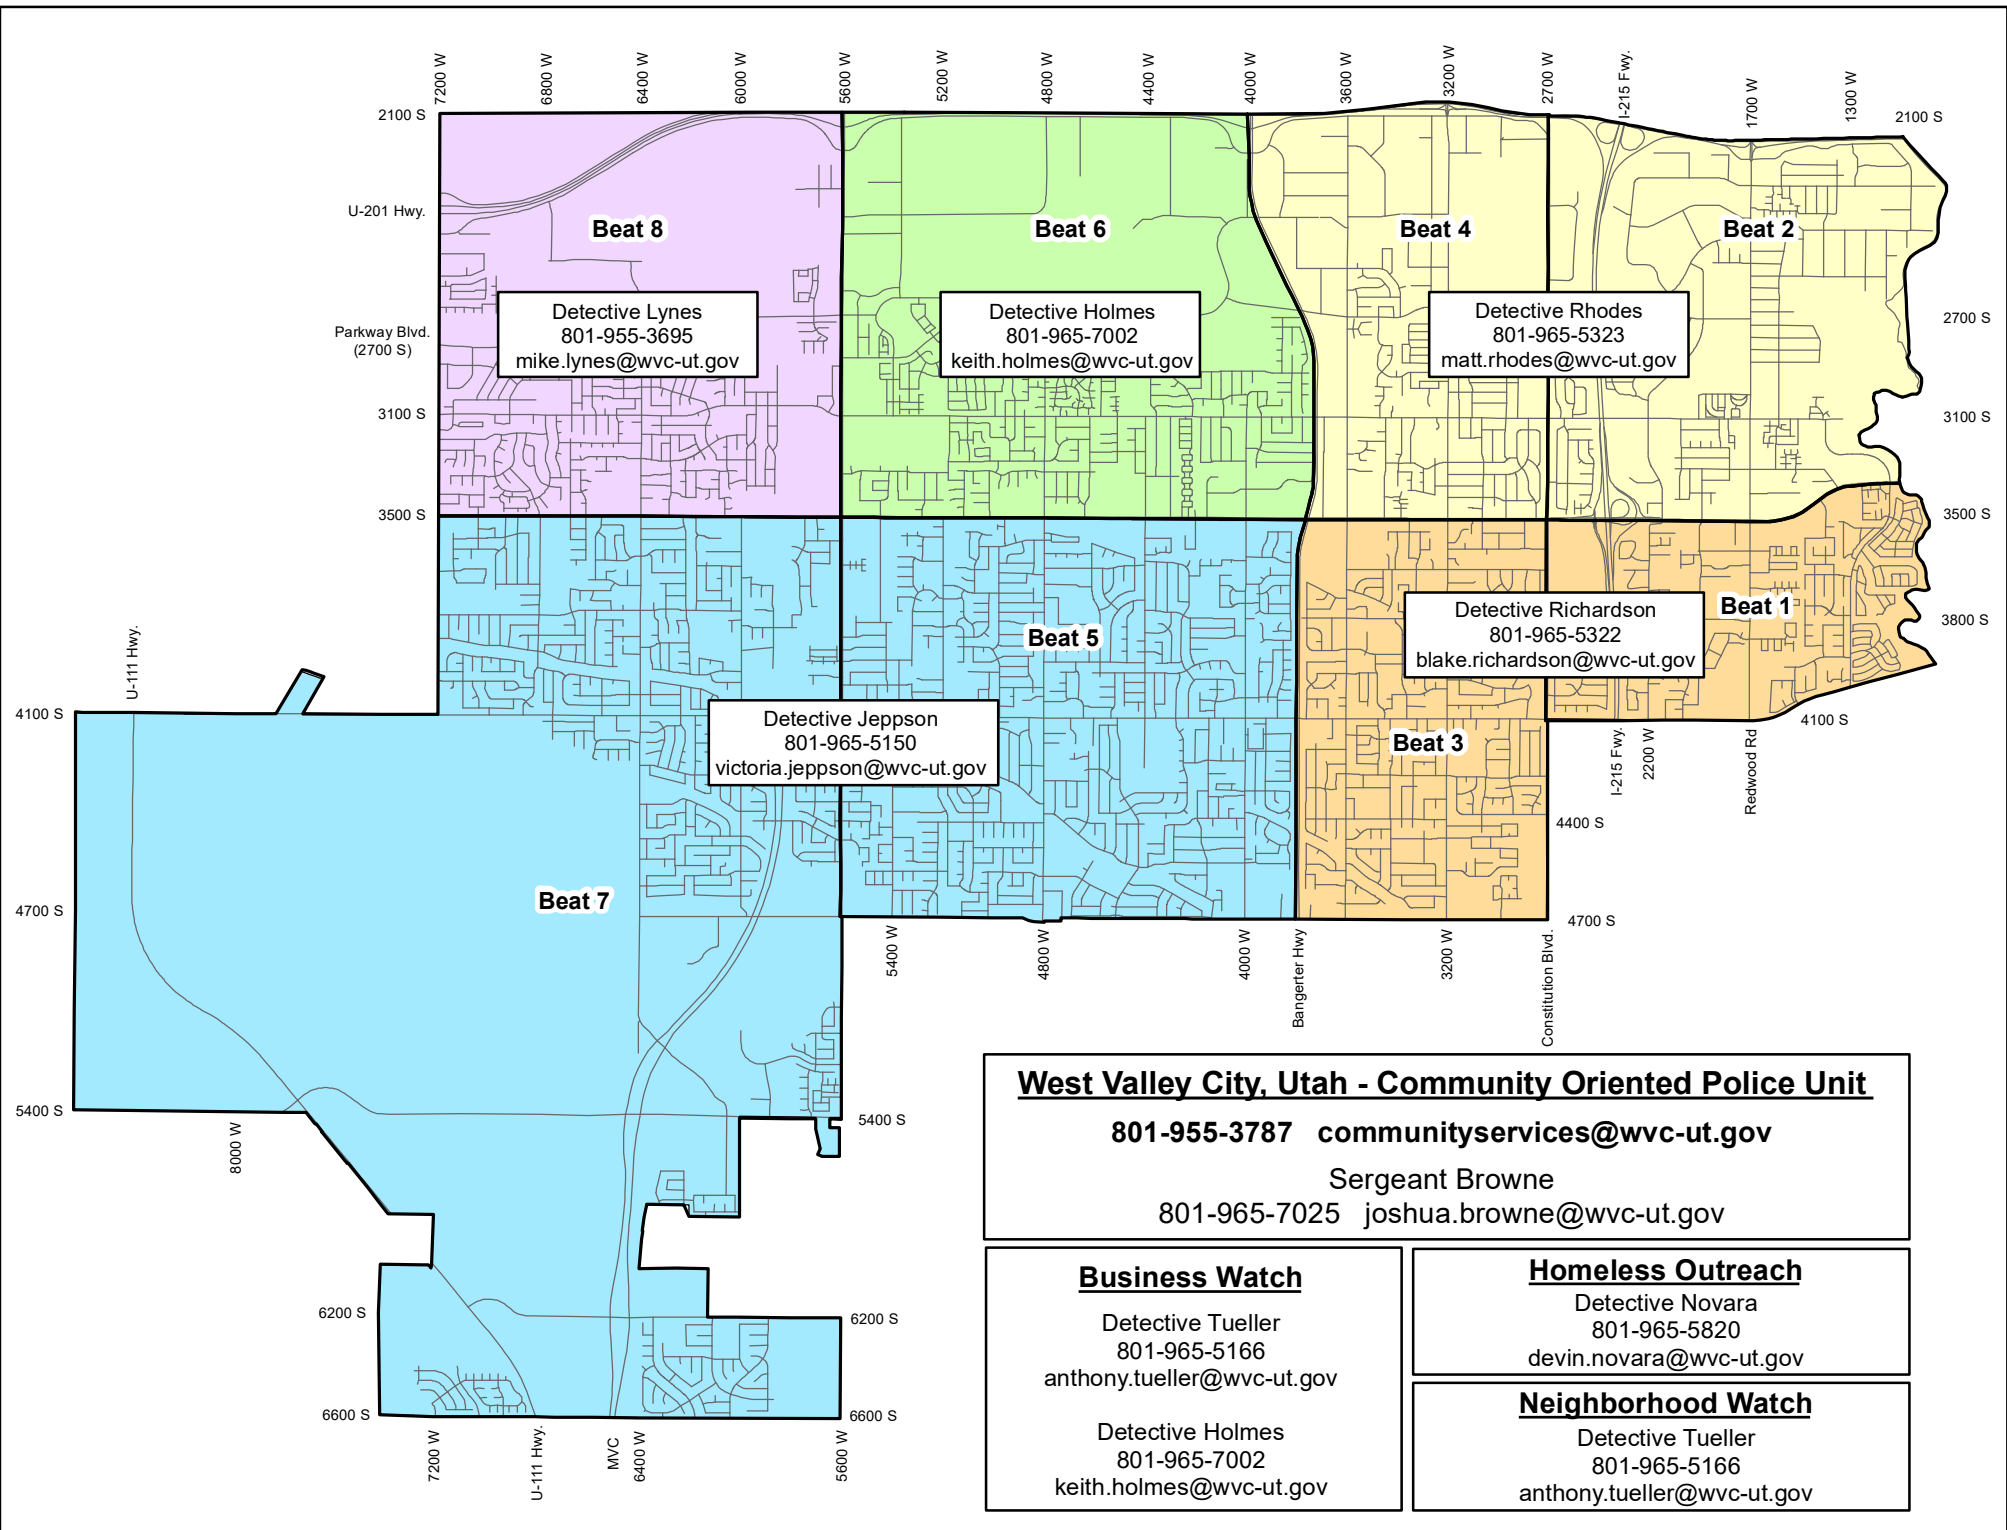 7200 W
6800 W
6400 W
6000 W
5600 W
5200 W
4800 W
4400 W
4000 W
3600 W
3200 W
2700 W
I-215 Fwy.
1700 W
1300 W
2100 S
2100 S
U-201 Hwy.
Beat 8
Beat 6
Beat 4
Beat 2
Detective Lynes
801-955-3695
mike.lynes@wvc-ut.gov
Detective Holmes
801-965-7002
keith.holmes@wvc-ut.gov
Detective Rhodes
801-965-5323
matt.rhodes@wvc-ut.gov
Parkway Blvd.
(2700 S)
2700 S
3100 S
3100 S
3500 S
3500 S
Detective Richardson
801-965-5322
blake.richardson@wvc-ut.gov
Beat 1
3800 S
Beat 5
U-111 Hwy.
4100 S
Detective Jeppson
801-965-5150
victoria.jeppson@wvc-ut.gov
Beat 3
4100 S
I-215 Fwy.
2200 W
Redwood Rd
4400 S
Beat 7
4700 S
4700 S
5400 W
4800 W
4000 W
Bangerter Hwy
3200 W
Constitution Blvd.
5400 S
5400 S
8000 W
West Valley City, Utah - Community Oriented Police Unit
801-955-3787 communityservices@wvc-ut.gov
Sergeant Browne
801-965-7025 joshua.browne@wvc-ut.gov
6200 S
6200 S
6600 S
6600 S
7200 W
U-111 Hwy.
MVC
6400 W
5600 W
Business Watch
Detective Tueller
801-965-5166
anthony.tueller@wvc-ut.gov
Detective Holmes
801-965-7002
keith.holmes@wvc-ut.gov
Homeless Outreach
Detective Novara
801-965-5820
devin.novara@wvc-ut.gov
Neighborhood Watch
Detective Tueller
801-965-5166
anthony.tueller@wvc-ut.gov